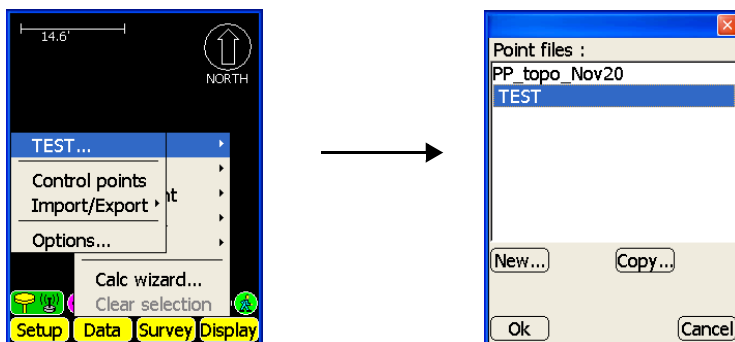 14.6'
NORTH
TEST...
Control points
Import/Export
Options...
Calc wizard...
Clear selection
Setup Data Survey Display
Point files :
PP_topo_Nov20
TEST
New... Copy...
Ok Cancel